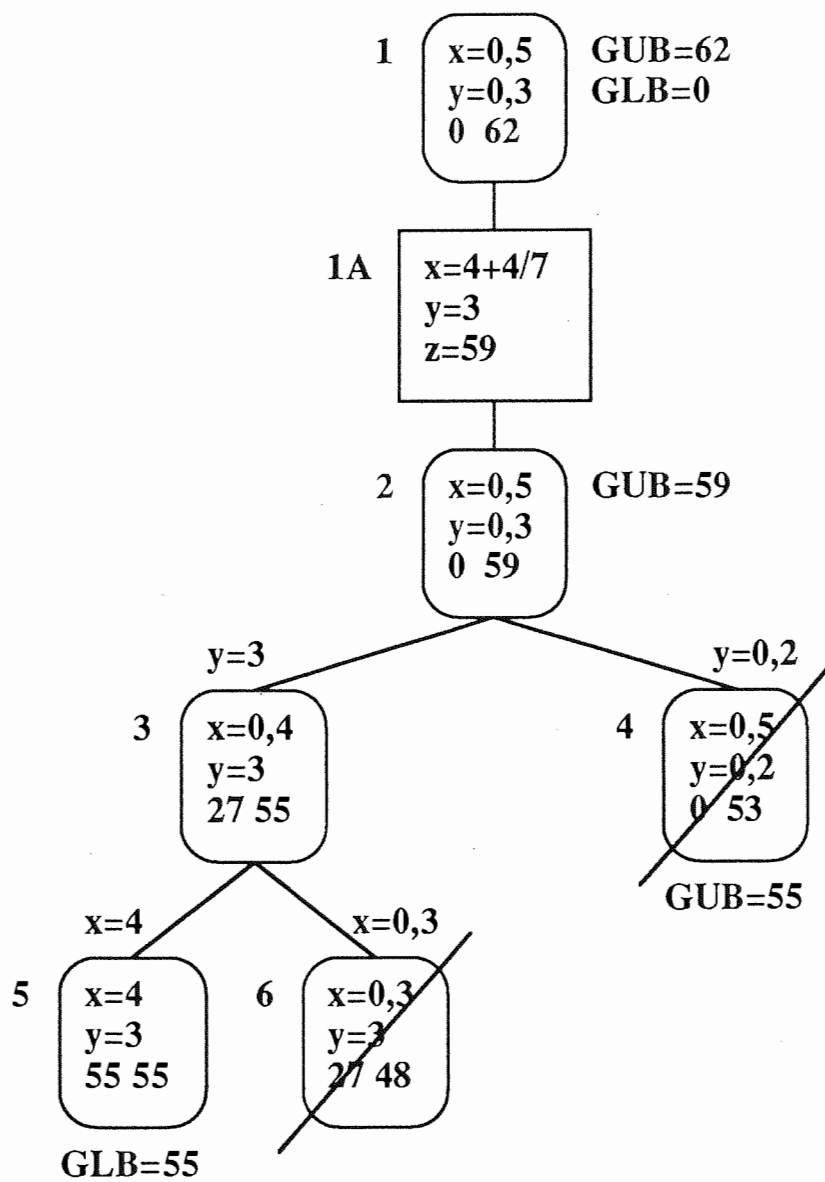 1
x=0,5
y=0,3
0 62
GUB=62
GLB=0
1A
x=4+4/7
y=3
z=59
2
x=0,5
y=0,3
0 59
GUB=59
y=3
y=0,2
3
x=0,4
y=3
27 55
4
x=0,5
y=0,2
0 53
GUB=55
x=4
x=0,3
5
x=4
y=3
55 55
6
x=0,3
y=3
27 48
GLB=55